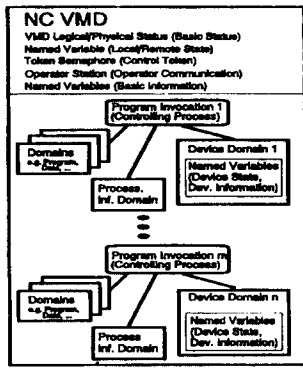 NC VMD
VMD Logical/Physical Status (Basic Status)
Named Variable (Local/Remote State)
Token Semaphore (Control Token)
Operator Station (Operator Communication)
Named Variables (Basic Information)
Program Invocation 1
(Controlling Process)
Domains
e.g. Program,
Data, ...
Process.
Inf. Domain
Device Domain 1
Named Variables
(Device State,
Dev. Information)
Program Invocation m
(Controlling Process)
Domains
e.g. Program,
Data, ...
Process
Inf. Domain
Device Domain n
Named Variables
(Device State,
Dev. Information)